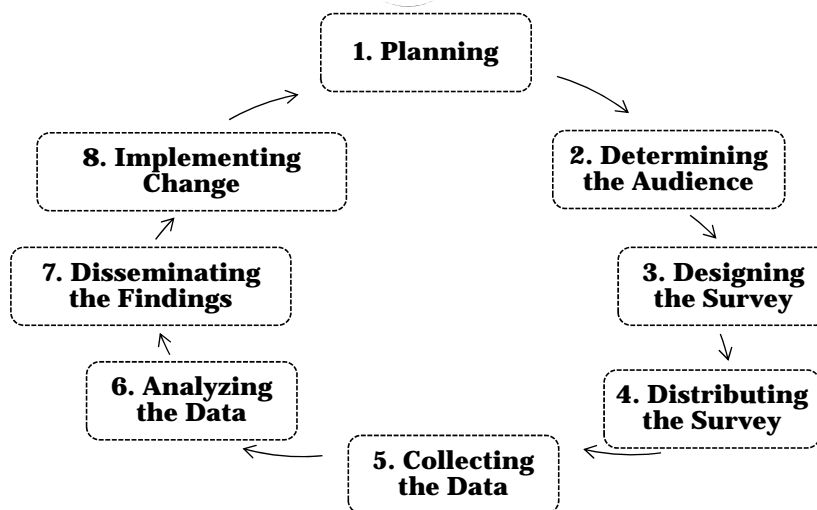 1. Planning
2. Determining
the Audience
3. Designing
the Survey
4. Distributing
the Survey
5. Collecting
the Data
6. Analyzing
the Data
7. Disseminating
the Findings
8. Implementing
Change